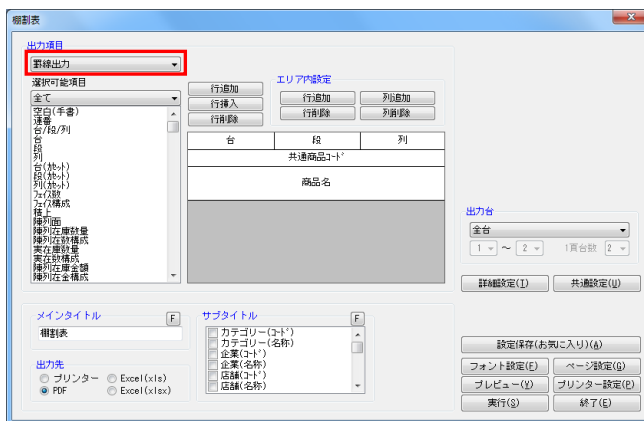 棚割表
出力項目
罫線出力
選択可能項目
全て
空白(手書)
連番
台/段/列
台
段
列
台(ｶｾｯﾄ)
段(ｶｾｯﾄ)
列(ｶｾｯﾄ)
ﾌｪｲｽ数
ﾌｪｲｽ構成
積上
陳列面
陳列在庫数量
陳列在数構成
実在庫数量
実在数構成
陳列在庫金額
陳列在金構成
行追加
行挿入
行削除
エリア内設定
行追加 列追加
行削除 列削除
台 段 列
共通商品ｺｰﾄﾞ
商品名
出力台
全台
1 ～ 2 1頁台数 2
詳細設定(I) 共通設定(U)
メインタイトル F
棚割表
出力先
プリンター Excel(xls)
PDF Excel(xlsx)
サブタイトル F
カテゴリー(ｺｰﾄﾞ)
カテゴリー(名称)
企業(ｺｰﾄﾞ)
企業(名称)
店舗(ｺｰﾄﾞ)
店舗(名称)
設定保存(お気に入り)(A)
フォント設定(F) ページ設定(G)
プレビュー(V) プリンター設定(P)
実行(S) 終了(E)